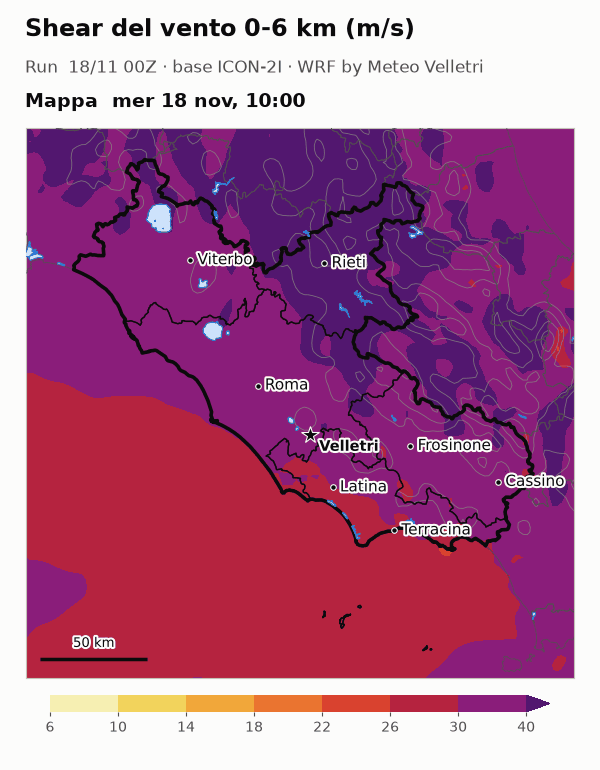 Shear del vento 0-6 km (m/s)
Run  18/11 00Z · base ICON-2I · WRF by Meteo Velletri
Mappa  mer 18 nov, 10:00
Viterbo
Rieti
Roma
Velletri
Frosinone
Cassino
Latina
Terracina
50 km
6 10 14 18 22 26 30 40